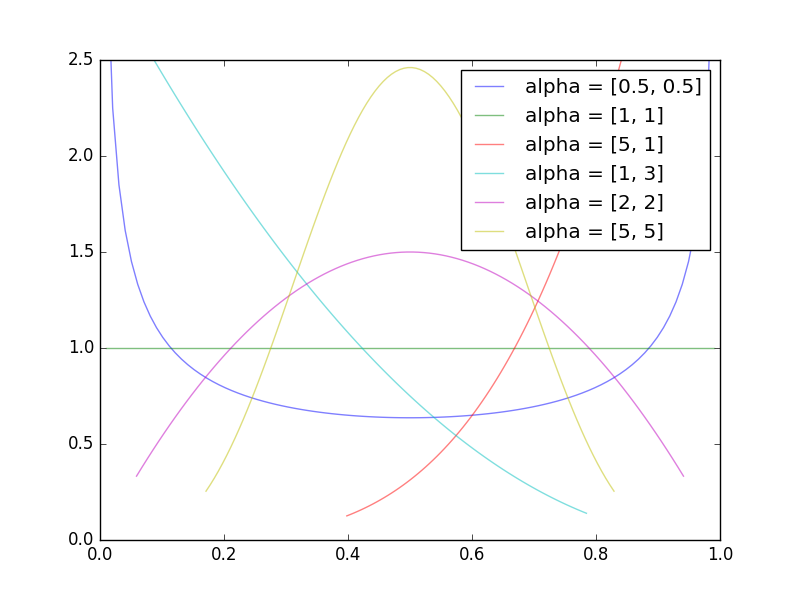 2.5
2.0
1.5
1.0
0.5
0.0
0.0 0.2 0.4 0.6 0.8 1.0
alpha = [0.5, 0.5]
alpha = [1, 1]
alpha = [5, 1]
alpha = [1, 3]
alpha = [2, 2]
alpha = [5, 5]